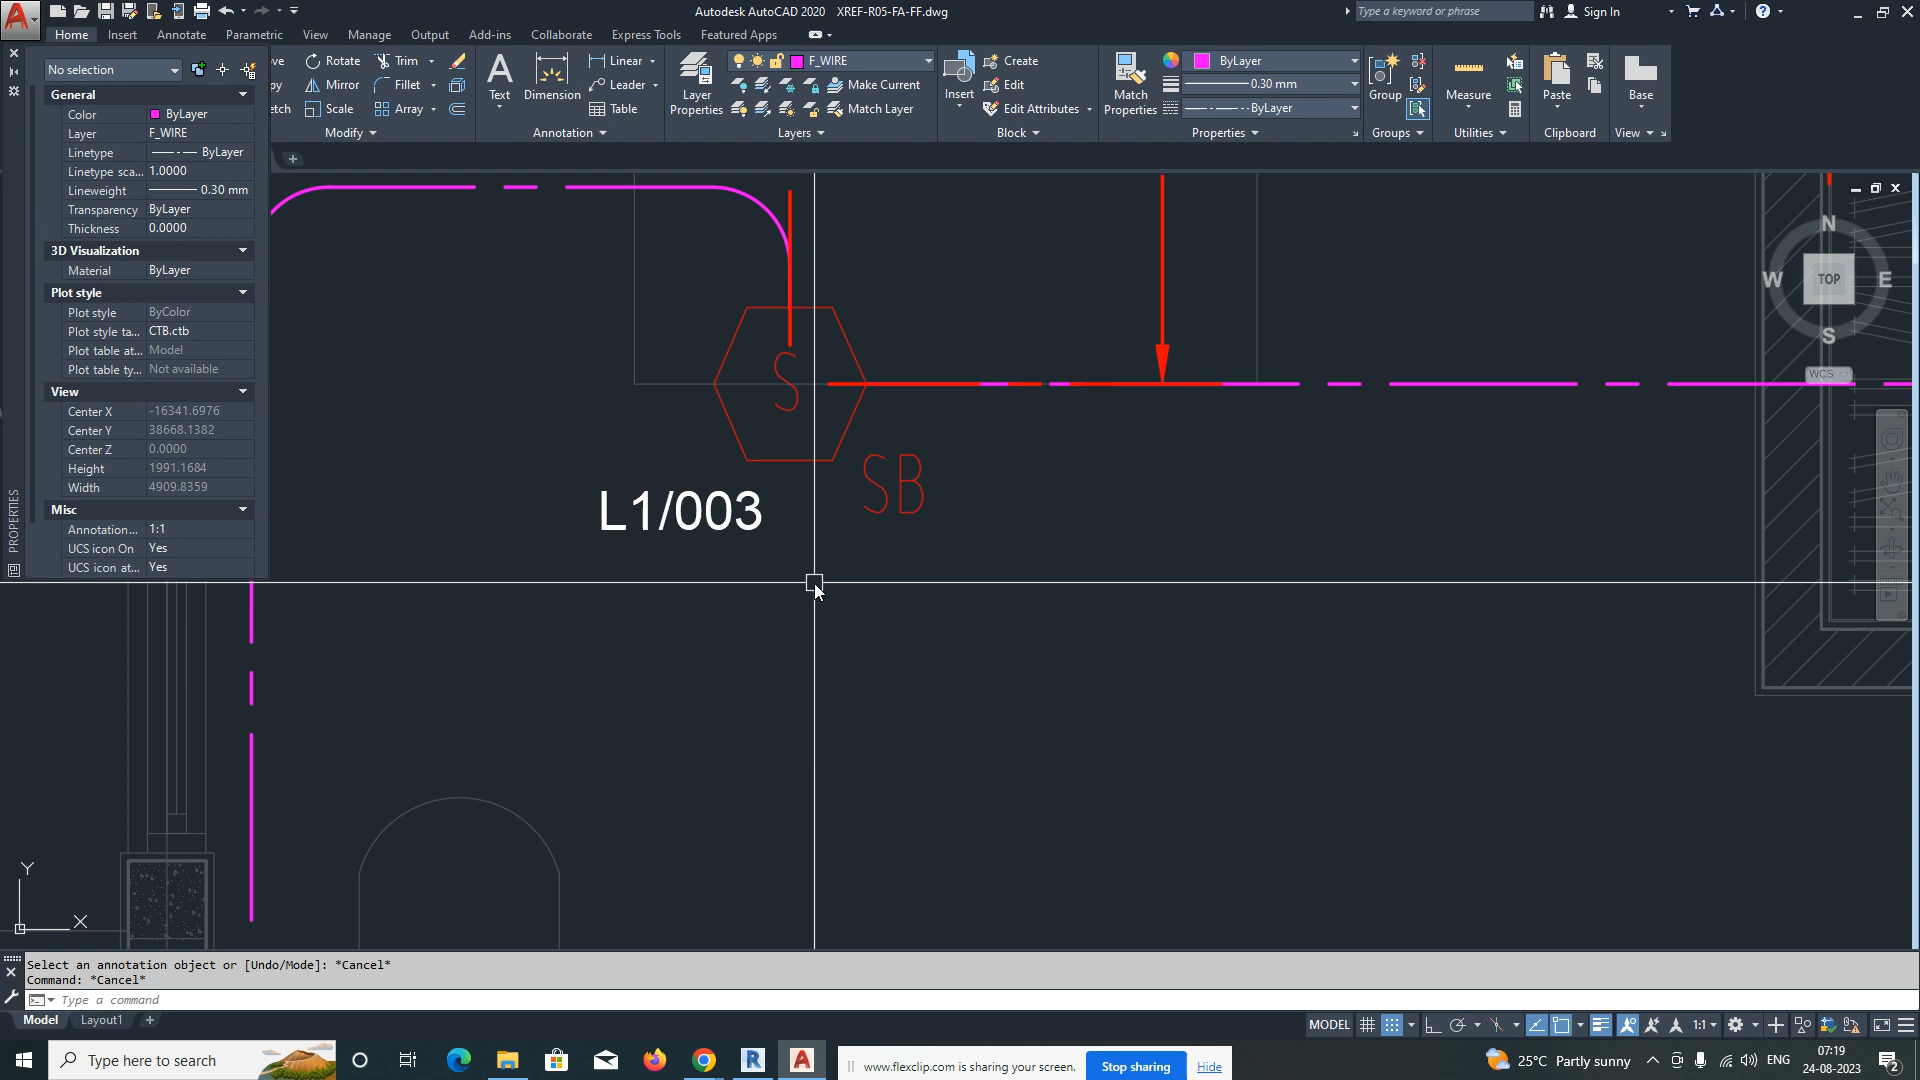 Autodesk AutoCAD 2020 XREF-R05-FA-FF.dwg
Type a keyword or phrase
Sign In
Home Insert Annotate Parametric View Manage Output Add-ins Collaborate Express Tools Featured Apps
No selection
General
Color ByLayer
Layer F_WIRE
Linetype ByLayer
Linetype sca... 1.0000
Lineweight 0.30 mm
Transparency ByLayer
Thickness 0.0000
3D Visualization
Material ByLayer
Plot style
Plot style ByColor
Plot style ta... CTB.ctb
Plot table at... Model
Plot table ty... Not available
View
Center X -16341.6976
Center Y 38668.1382
Center Z 0.0000
Height 1991.1684
Width 4909.8359
Misc
Annotation... 1:1
UCS icon On Yes
UCS icon at... Yes
PROPERTIES
ve Rotate Trim
Mirror Fillet
etch Scale Array
Modify
Text Dimension
Linear
Leader
Table
Annotation
Layer
Properties
F_WIRE
Make Current
Match Layer
Layers
Insert
Create
Edit
Edit Attributes
Block
Match
Properties
ByLayer
0.30 mm
ByLayer
Properties
Group
Groups
Measure
Utilities
Paste
Clipboard
Base
View
N
W TOP E
S
WCS
S
SB
L1/003
Y
X
Select an annotation object or [Undo/Mode]: *Cancel*
Command: *Cancel*
Type a command
Model Layout1
MODEL 1:1
Type here to search
www.flexclip.com is sharing your screen. Stop sharing Hide
25°C Partly sunny ENG
07:19
24-08-2023
2